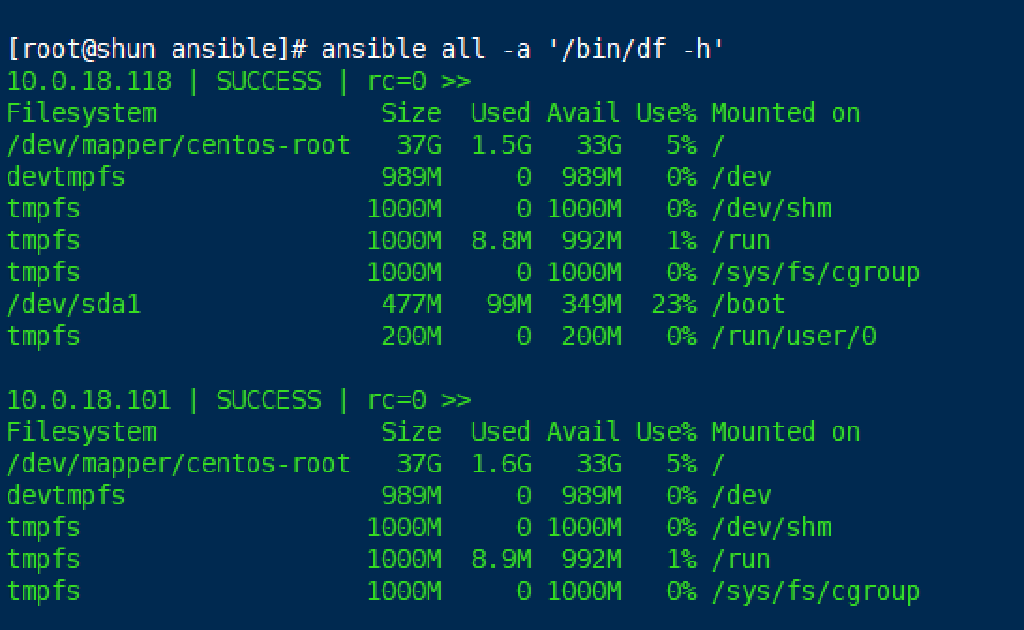 [root@shun ansible]# ansible all -a '/bin/df -h'
10.0.18.118 | SUCCESS | rc=0 >>
Filesystem               Size  Used Avail Use% Mounted on
/dev/mapper/centos-root   37G  1.5G   33G   5% /
devtmpfs                 989M     0  989M   0% /dev
tmpfs                   1000M     0 1000M   0% /dev/shm
tmpfs                   1000M  8.8M  992M   1% /run
tmpfs                   1000M     0 1000M   0% /sys/fs/cgroup
/dev/sda1                477M   99M  349M  23% /boot
tmpfs                    200M     0  200M   0% /run/user/0
10.0.18.101 | SUCCESS | rc=0 >>
Filesystem               Size  Used Avail Use% Mounted on
/dev/mapper/centos-root   37G  1.6G   33G   5% /
devtmpfs                 989M     0  989M   0% /dev
tmpfs                   1000M     0 1000M   0% /dev/shm
tmpfs                   1000M  8.9M  992M   1% /run
tmpfs                   1000M     0 1000M   0% /sys/fs/cgroup